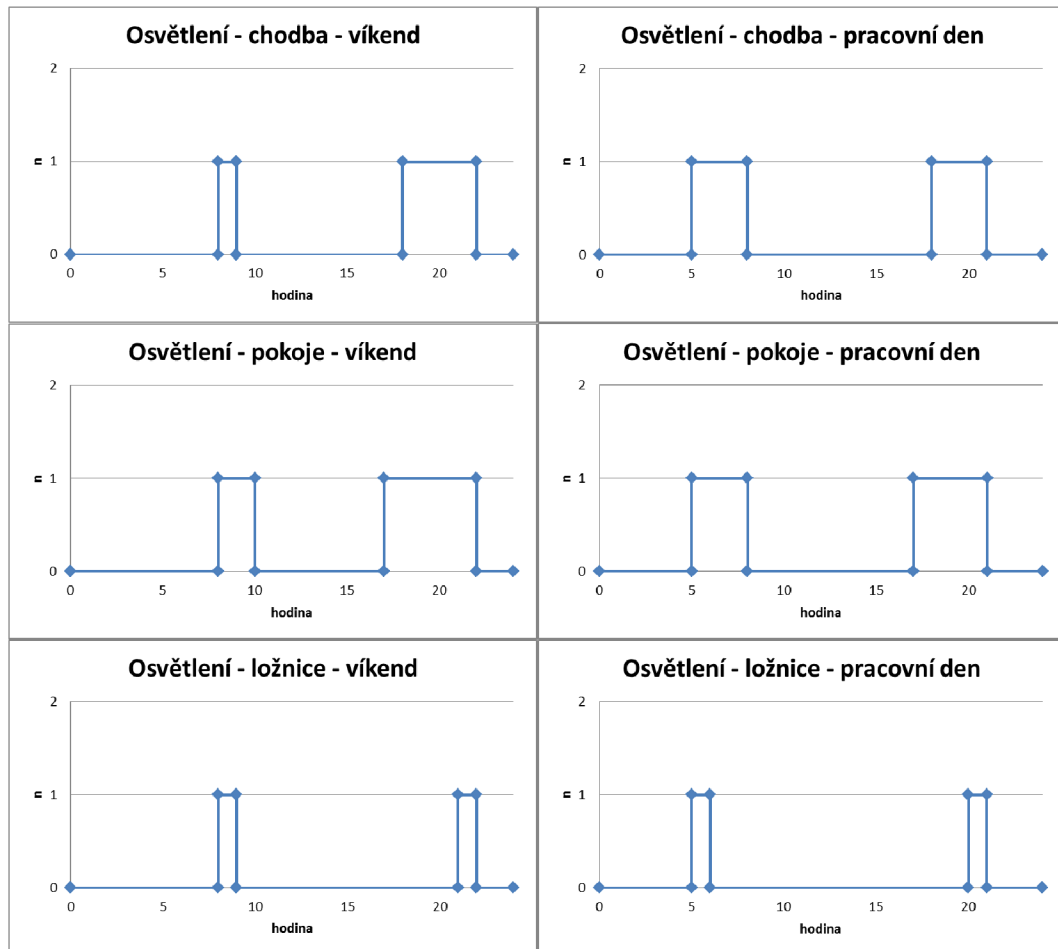 Osvětlení - chodba - víkend
2
1
0
n
0 5 10 15 20
hodina
Osvětlení - chodba - pracovní den
2
1
0
n
0 5 10 15 20
hodina
Osvětlení - pokoje - víkend
2
1
0
n
0 5 10 15 20
hodina
Osvětlení - pokoje - pracovní den
2
1
0
n
0 5 10 15 20
hodina
Osvětlení - ložnice - víkend
2
1
0
n
0 5 10 15 20
hodina
Osvětlení - ložnice - pracovní den
2
1
0
n
0 5 10 15 20
hodina